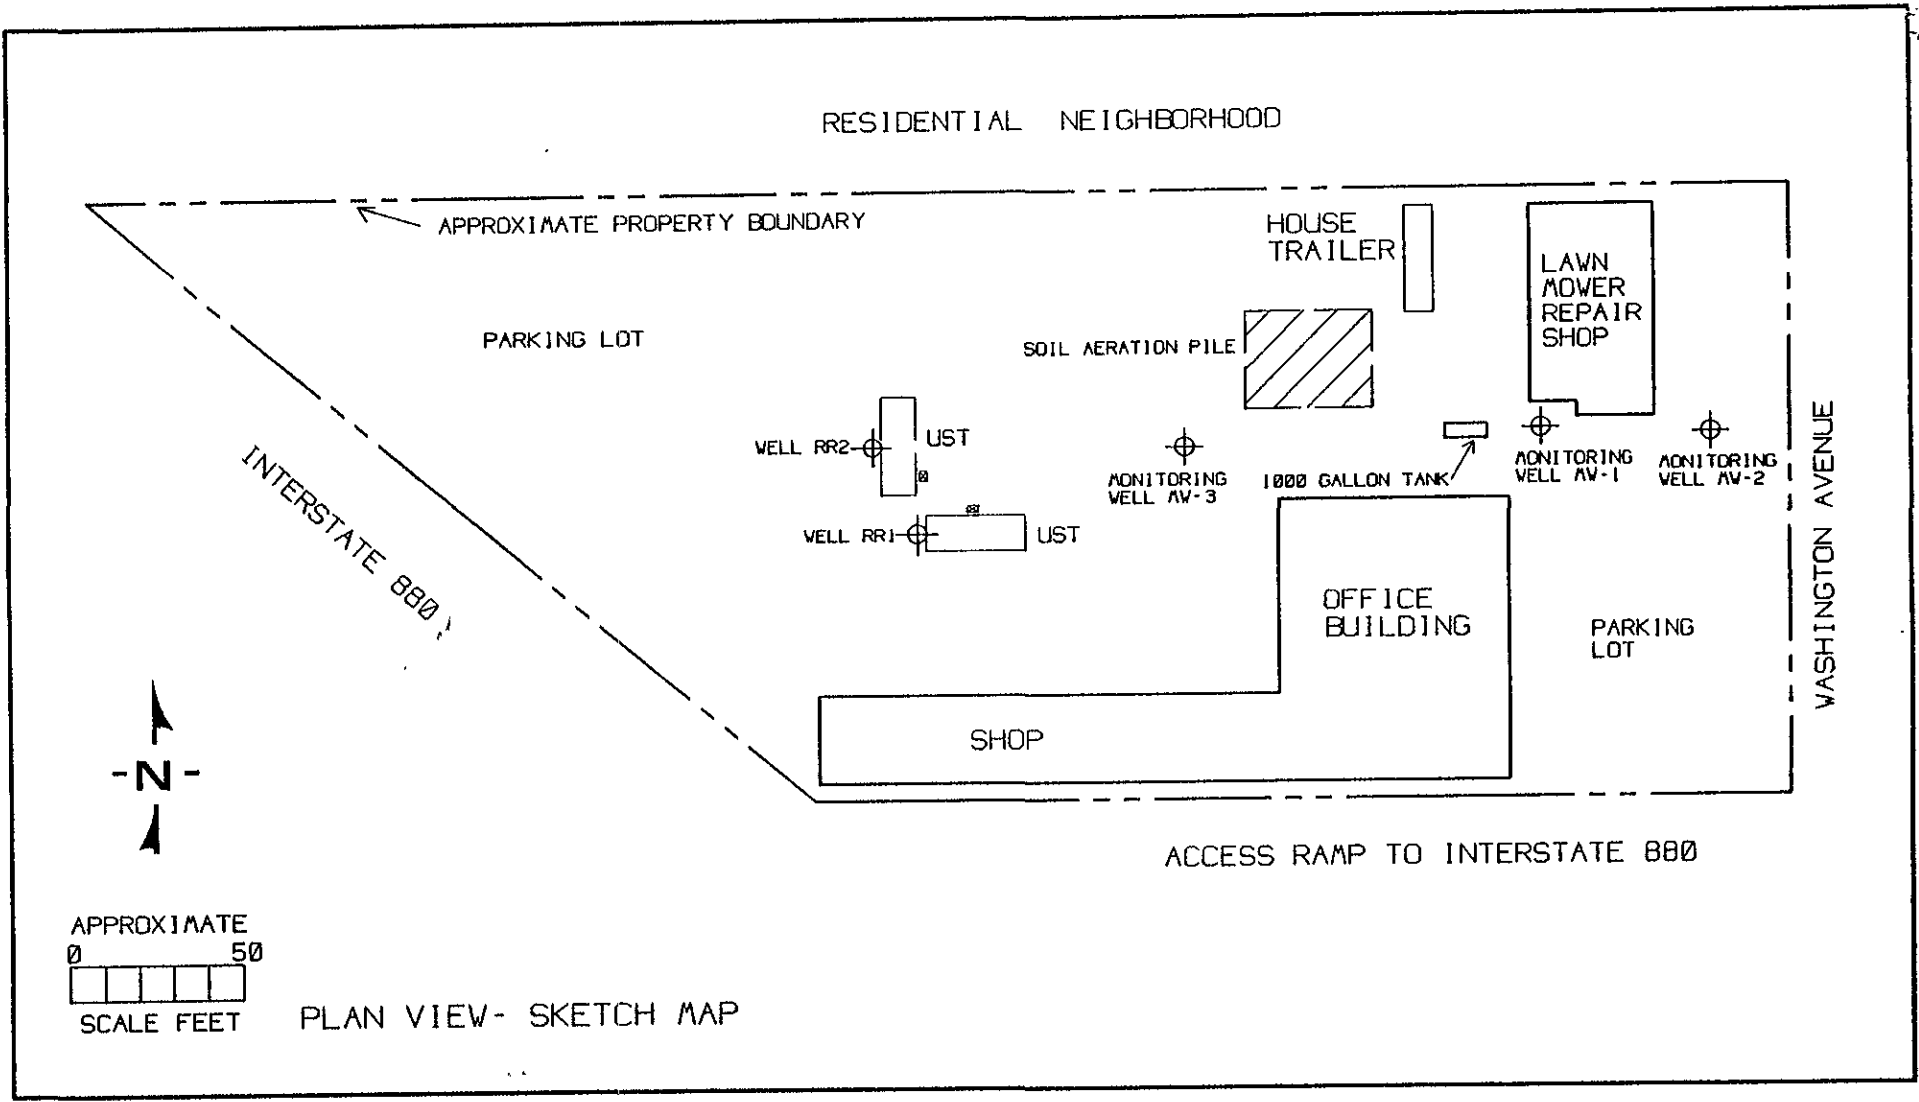 RESIDENTIAL NEIGHBORHOOD
APPROXIMATE PROPERTY BOUNDARY
HOUSE
TRAILER
LAWN
MOWER
REPAIR
SHOP
PARKING LOT
SOIL AERATION PILE
WELL RR2
UST
MONITORING
WELL MW-3
1000 GALLON TANK
MONITORING
WELL MW-1
MONITORING
WELL MW-2
WASHINGTON AVENUE
INTERSTATE 880
WELL RR1
UST
OFFICE
BUILDING
PARKING
LOT
SHOP
-N-
ACCESS RAMP TO INTERSTATE 880
APPROXIMATE
0 50
SCALE FEET
PLAN VIEW- SKETCH MAP